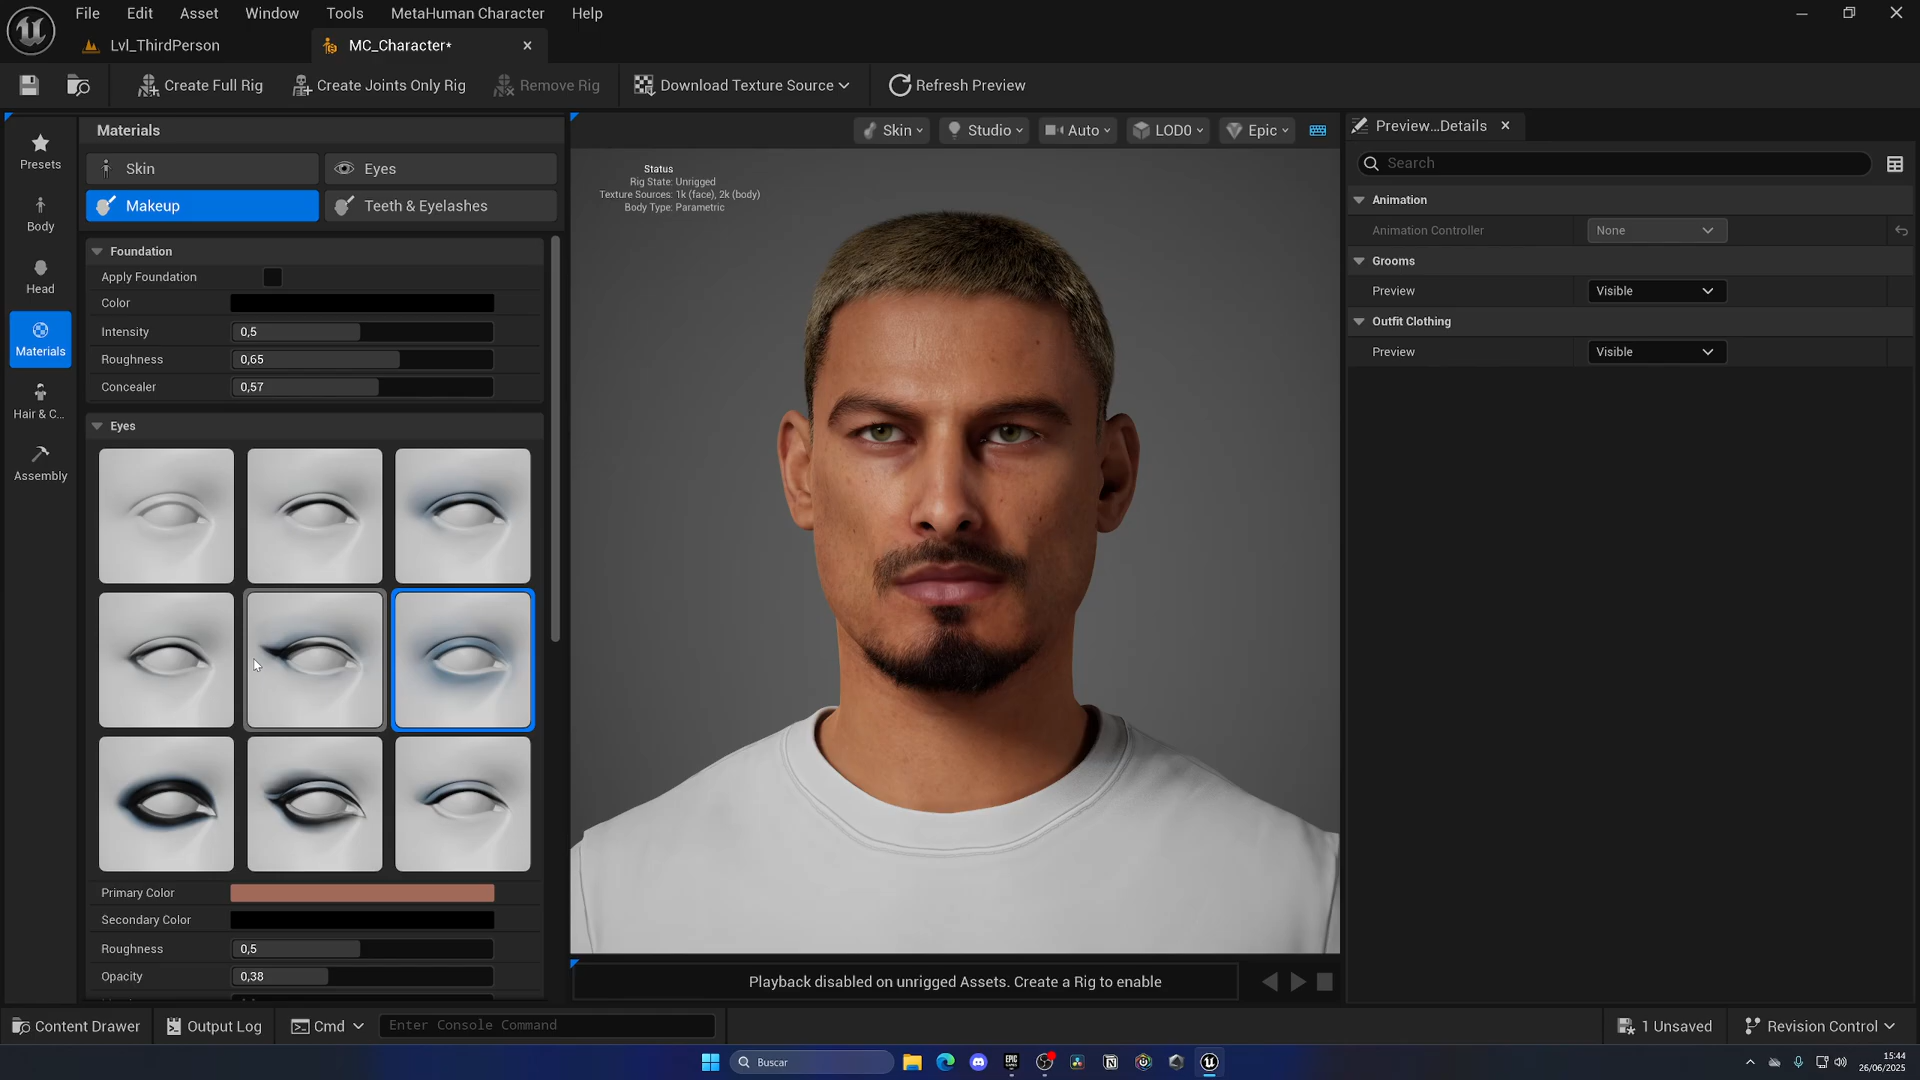 File Edit Asset Window Tools MetaHuman Character Help
Lvl_ThirdPerson MC_Character*
Create Full Rig Create Joints Only Rig Remove Rig Download Texture Source Refresh Preview
Presets
Body
Head
Materials
Hair & C...
Assembly
Materials
Skin Eyes
Makeup Teeth & Eyelashes
Foundation
Apply Foundation
Color
Intensity 0,5
Roughness 0,65
Concealer 0,57
Eyes
Primary Color
Secondary Color
Roughness 0,5
Opacity 0,38
Skin Studio Auto LOD0 Epic
Status
Rig State: Unrigged
Texture Sources: 1k (face), 2k (body)
Body Type: Parametric
Playback disabled on unrigged Assets. Create a Rig to enable
Preview...Details
Search
Animation
Animation Controller None
Grooms
Preview Visible
Outfit Clothing
Preview Visible
Content Drawer Output Log Cmd Enter Console Command 1 Unsaved Revision Control
Buscar
EPIC
15:44
26/06/2025